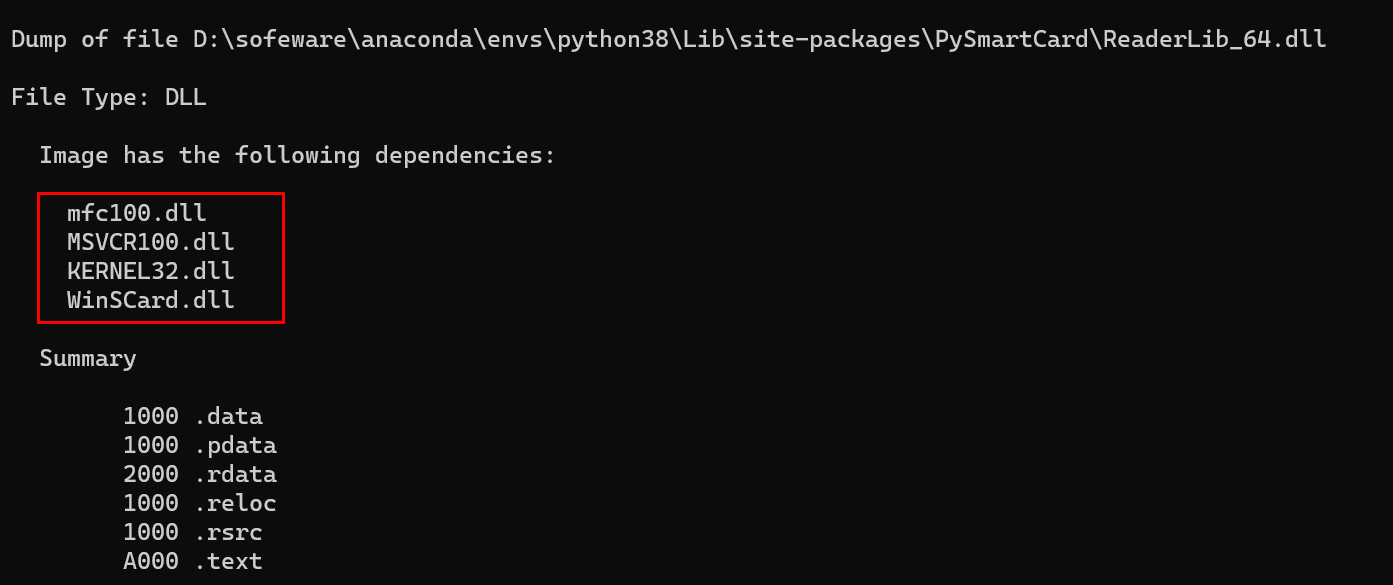 Dump of file D:\sofeware\anaconda\envs\python38\Lib\site-packages\PySmartCard\ReaderLib_64.dll
File Type: DLL
Image has the following dependencies:
mfc100.dll
MSVCR100.dll
KERNEL32.dll
WinSCard.dll
Summary
1000 .data
1000 .pdata
2000 .rdata
1000 .reloc
1000 .rsrc
A000 .text